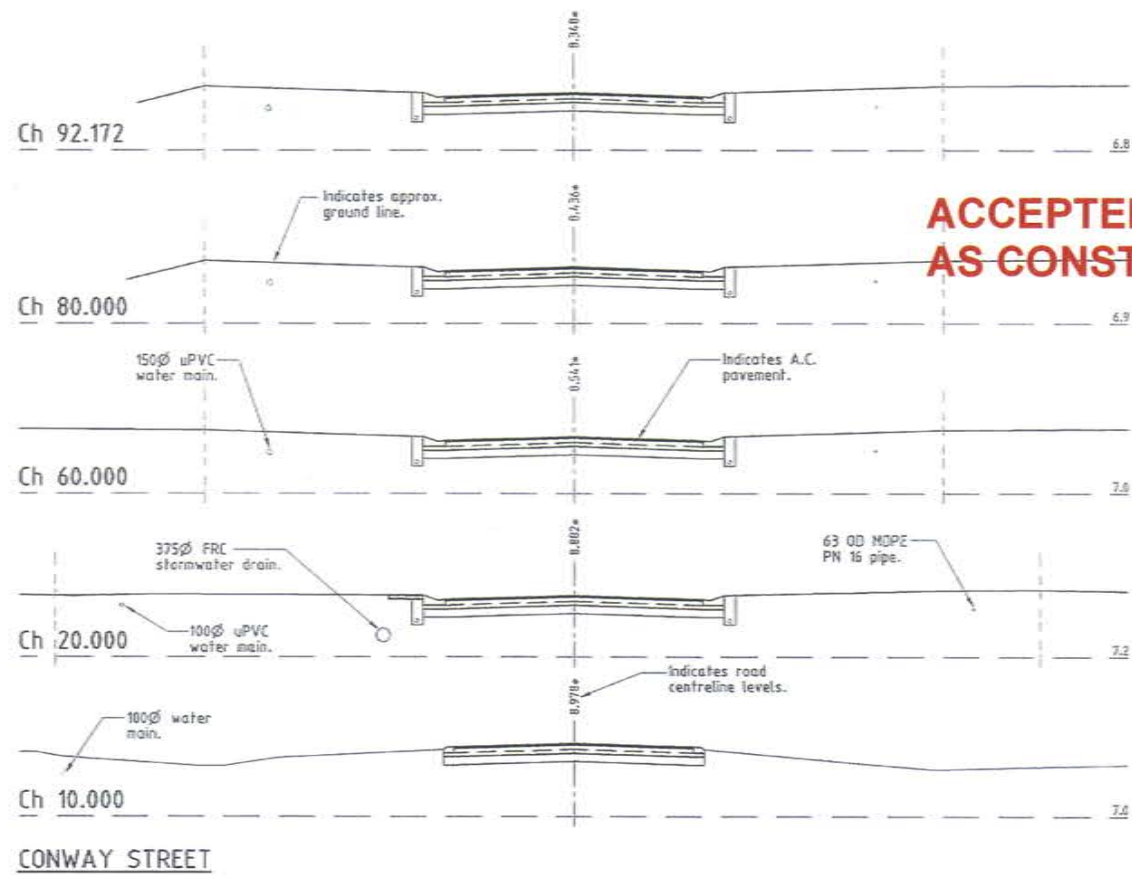 8.348*
Ch 92.172
6.8
Indicates approx.
ground line.
8.436*
ACCEPTE
AS CONST
Ch 80.000
6.9
150Ø uPVC
water main.
8.541*
Indicates A.C.
pavement.
Ch 60.000
7.0
375Ø FRC
stormwater drain.
8.882*
63 OD MDPE
PN 16 pipe.
100Ø uPVC
water main.
Ch 20.000
7.2
Indicates road
centreline levels.
8.978*
100Ø water
main.
Ch 10.000
7.0
CONWAY STREET